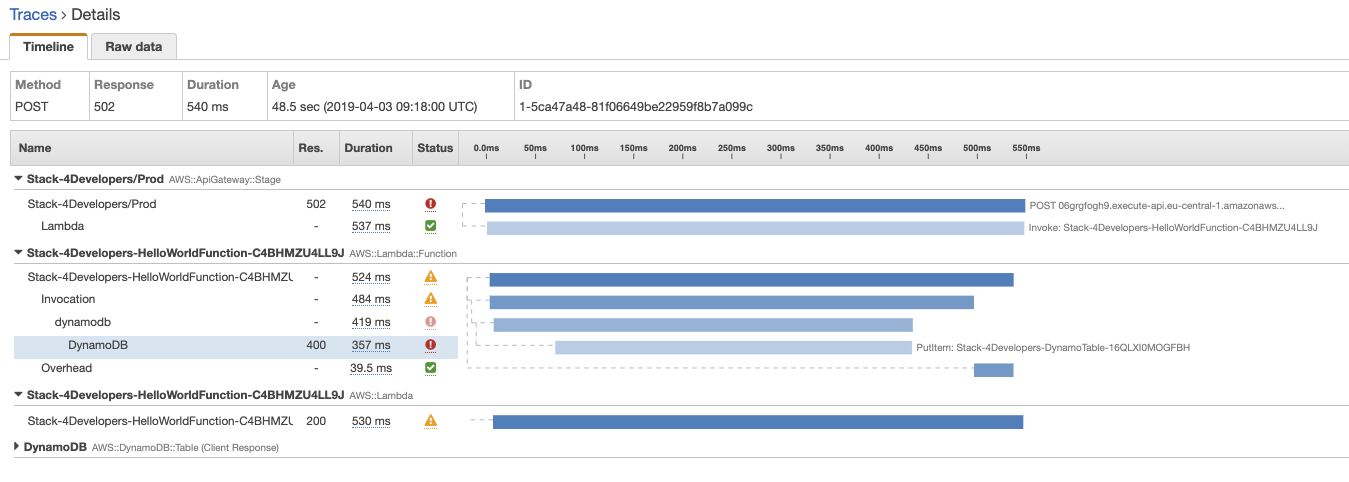 Traces > Details
Timeline Raw data
Method Response Duration Age ID
POST 502 540 ms 48.5 sec (2019-04-03 09:18:00 UTC) 1-5ca47a48-81f06649be22959f8b7a099c
Name Res. Duration Status 0.0ms 50ms 100ms 150ms 200ms 250ms 300ms 350ms 400ms 450ms 500ms 550ms
Stack-4Developers/Prod AWS::ApiGateway::Stage
Stack-4Developers/Prod 502 540 ms POST 06grgfogh9.execute-api.eu-central-1.amazonaws...
Lambda - 537 ms Invoke: Stack-4Developers-HelloWorldFunction-C4BHMZU4LL9J
Stack-4Developers-HelloWorldFunction-C4BHMZU4LL9J AWS::Lambda::Function
Stack-4Developers-HelloWorldFunction-C4BHMZU - 524 ms
Invocation - 484 ms
dynamodb - 419 ms
DynamoDB 400 357 ms PutItem: Stack-4Developers-DynamoTable-16QLXI0MOGFBH
Overhead - 39.5 ms
Stack-4Developers-HelloWorldFunction-C4BHMZU4LL9J AWS::Lambda
Stack-4Developers-HelloWorldFunction-C4BHMZU 200 530 ms
DynamoDB AWS::DynamoDB::Table (Client Response)